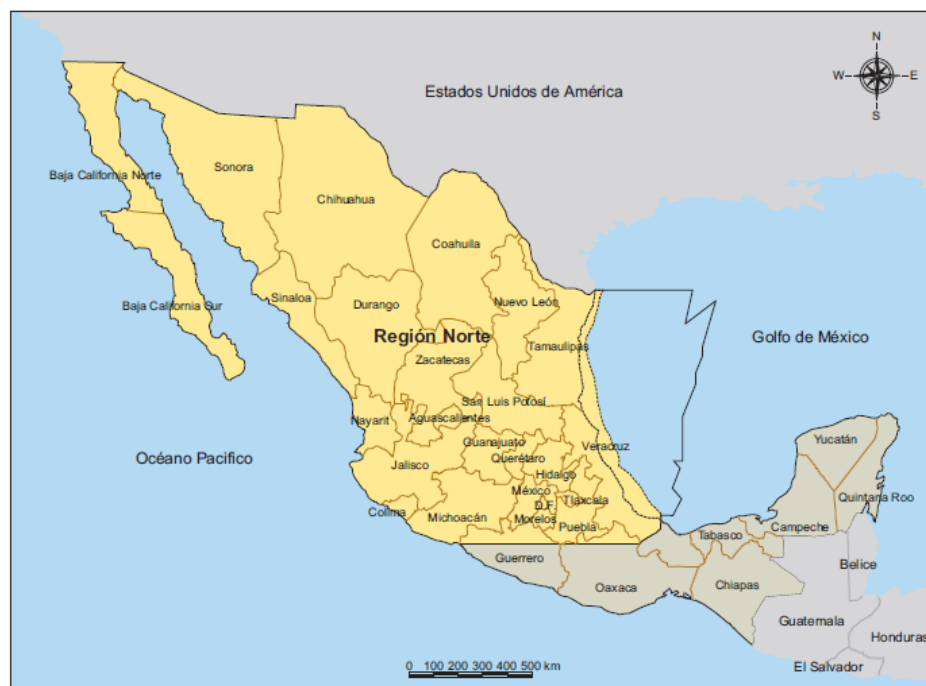 N
W E
S
Estados Unidos de América
Sonora
Baja California Norte
Chihuahua
Coahuila
Sinaloa
Durango
Nuevo León
Baja California Sur
Región Norte
Golfo de México
Tamaulipas
Zacatecas
San Luis Potosí
Nayarit
Aguascalientes
Guanajuato
Veracruz
Yucatán
Océano Pacifico
Jalisco
Querétaro
Hidalgo
México
Tlaxcala
Quintana Roo
D.F.
Colima
Michoacán
Morelos
Puebla
Campeche
Tabasco
Guerrero
Belice
Oaxaca
Chiapas
Guatemala
Honduras
El Salvador
0 100 200 300 400 500 km